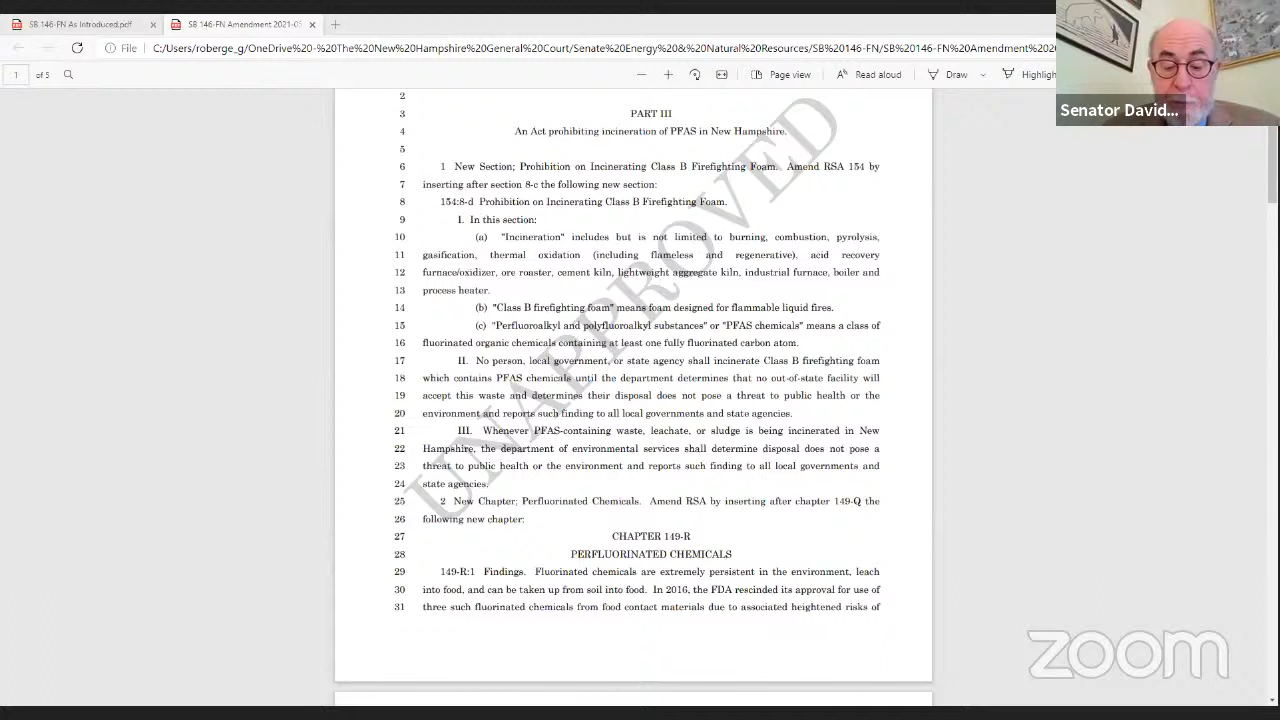 SB 146-FN As Introduced.pdf
SB 146-FN Amendment 2021-05
File
C:/Users/roberge_g/OneDrive%20-%20The%20New%20Hampshire%20General%20Court/Senate%20Energy%20&%20Natural%20Resources/SB%20146-FN/SB%20146-FN%20Amendment%20
1 of 5
Page view
Read aloud
Draw
Highligh
Senator David...
2
3 PART III
4 An Act prohibiting incineration of PFAS in New Hampshire.
5
6 1 New Section; Prohibition on Incinerating Class B Firefighting Foam. Amend RSA 154 by
7 inserting after section 8-c the following new section:
8 154:8-d Prohibition on Incinerating Class B Firefighting Foam.
9 I. In this section:
10 (a) "Incineration" includes but is not limited to burning, combustion, pyrolysis,
11 gasification, thermal oxidation (including flameless and regenerative), acid recovery
12 furnace/oxidizer, ore roaster, cement kiln, lightweight aggregate kiln, industrial furnace, boiler and
13 process heater.
14 (b) "Class B firefighting foam" means foam designed for flammable liquid fires.
15 (c) "Perfluoroalkyl and polyfluoroalkyl substances" or "PFAS chemicals" means a class of
16 fluorinated organic chemicals containing at least one fully fluorinated carbon atom.
17 II. No person, local government, or state agency shall incinerate Class B firefighting foam
18 which contains PFAS chemicals until the department determines that no out-of-state facility will
19 accept this waste and determines their disposal does not pose a threat to public health or the
20 environment and reports such finding to all local governments and state agencies.
21 III. Whenever PFAS-containing waste, leachate, or sludge is being incinerated in New
22 Hampshire, the department of environmental services shall determine disposal does not pose a
23 threat to public health or the environment and reports such finding to all local governments and
24 state agencies.
25 2 New Chapter; Perfluorinated Chemicals. Amend RSA by inserting after chapter 149-Q the
26 following new chapter:
27 CHAPTER 149-R
28 PERFLUORINATED CHEMICALS
29 149-R:1 Findings. Fluorinated chemicals are extremely persistent in the environment, leach
30 into food, and can be taken up from soil into food. In 2016, the FDA rescinded its approval for use of
31 three such fluorinated chemicals from food contact materials due to associated heightened risks of
UNAPPROVED
zoom